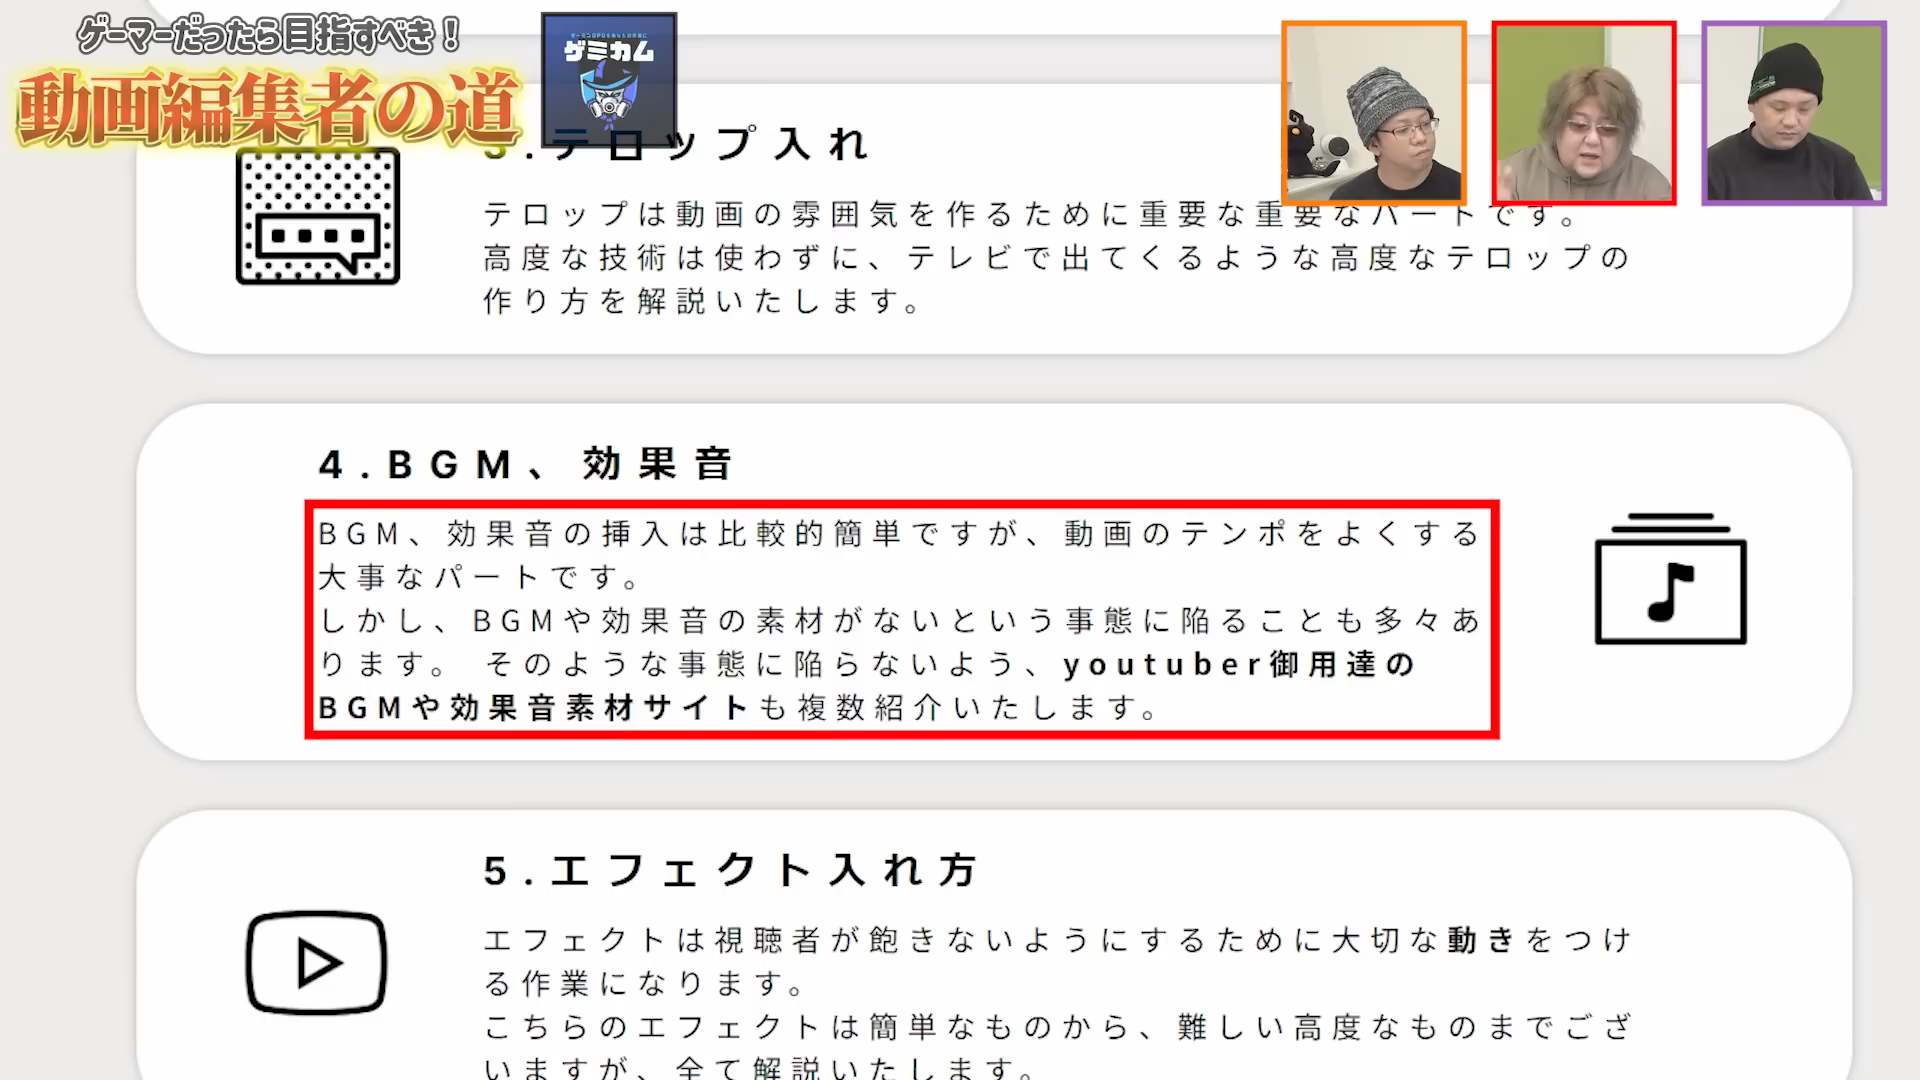 ゲーマーだったら目指すべき！
動画編集者の道
ゲミカム
3.テロップ入れ
テロップは動画の雰囲気を作るために重要な重要なパートです。
高度な技術は使わずに、テレビで出てくるような高度なテロップの
作り方を解説いたします。
4.BGM、効果音
BGM、効果音の挿入は比較的簡単ですが、動画のテンポをよくする
大事なパートです。
しかし、BGMや効果音の素材がないという事態に陥ることも多々あ
ります。 そのような事態に陥らないよう、youtuber御用達の
BGMや効果音素材サイトも複数紹介いたします。
5.エフェクト入れ方
エフェクトは視聴者が飽きないようにするために大切な動きをつけ
る作業になります。
こちらのエフェクトは簡単なものから、難しい高度なものまでござ
いますが、全て解説いたします。